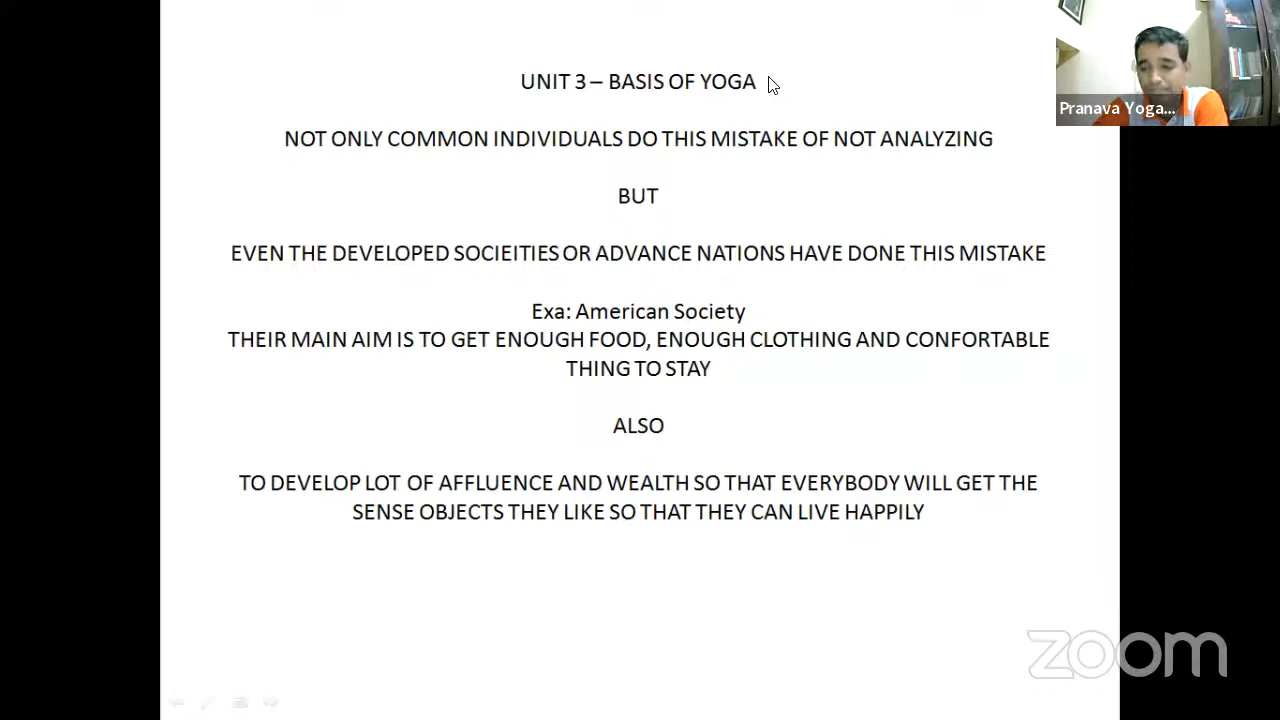 UNIT 3 – BASIS OF YOGA
Pranava Yoga...
NOT ONLY COMMON INDIVIDUALS DO THIS MISTAKE OF NOT ANALYZING
BUT
EVEN THE DEVELOPED SOCIEITIES OR ADVANCE NATIONS HAVE DONE THIS MISTAKE
Exa: American Society
THEIR MAIN AIM IS TO GET ENOUGH FOOD, ENOUGH CLOTHING AND CONFORTABLE
THING TO STAY
ALSO
TO DEVELOP LOT OF AFFLUENCE AND WEALTH SO THAT EVERYBODY WILL GET THE
SENSE OBJECTS THEY LIKE SO THAT THEY CAN LIVE HAPPILY
zoom